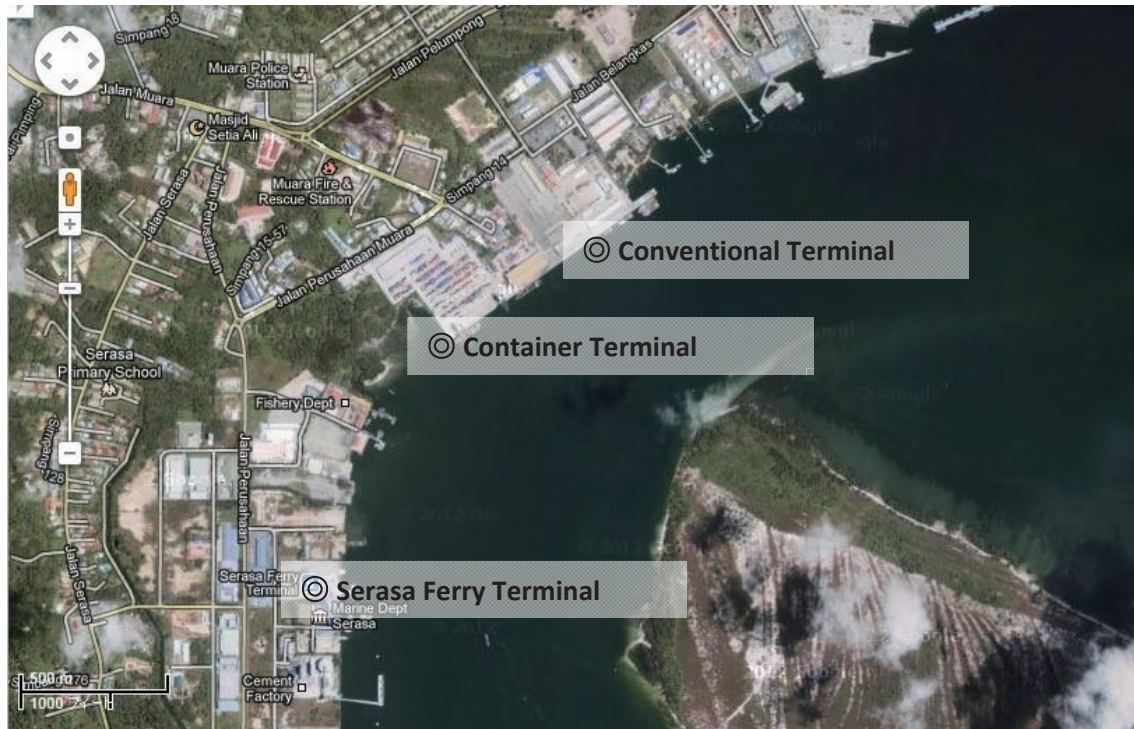 Simpang 18
Jalan Pelumpong
Muara Police
Station
Jalan Belangkas
Jalan Muara
Masjid
Setia Ali
Pimping
Jalan Serasa
Jalan Perusahaan
Muara Fire &
Rescue Station
Simpang 14
Simpang 15-57
Jalan Perusahaan Muara
◎ Conventional Terminal
◎ Container Terminal
Serasa
Primary School
Fishery Dept
Simpang
128
Jalan Perusahaan
Jalan Serasa
Serasa Ferry
Terminal
◎ Serasa Ferry Terminal
Marine Dept
Serasa
500 m
1000
Cement
Factory